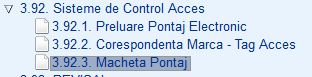 3.92. Sisteme de Control Acces
3.92.1. Preluare Pontaj Electronic
3.92.2. Corespondenta Marca - Tag Acces
3.92.3. Macheta Pontaj